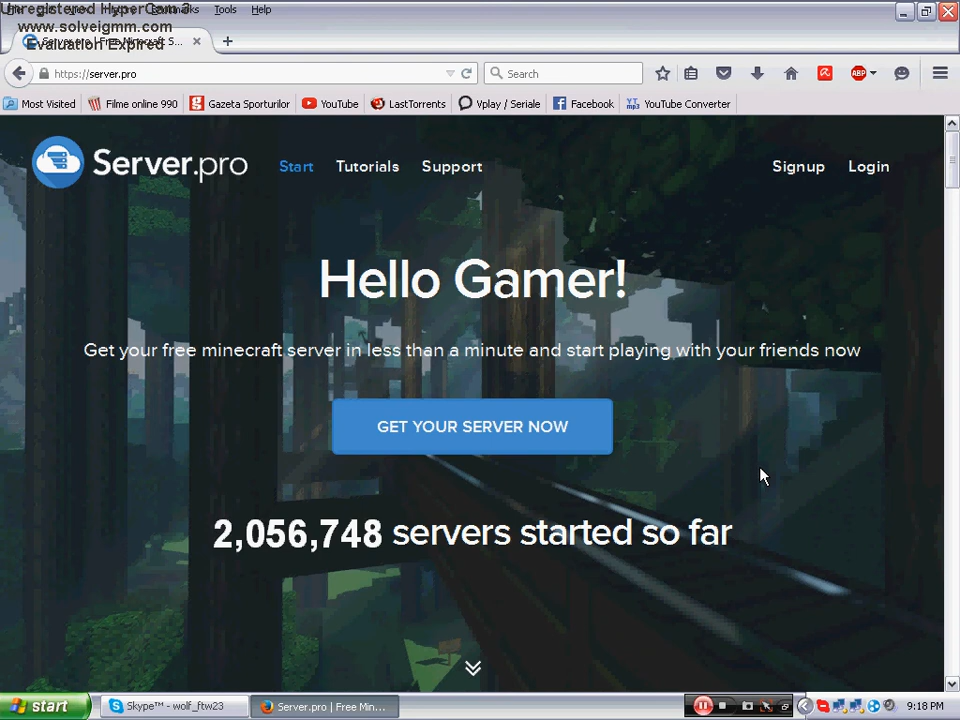 Unregistered HyperCam 3
www.solveigmm.com
Evaluation Expired
Tools Help
https://server.pro
Search
ABP
Most Visited Filme online 990 Gazeta Sporturilor YouTube LastTorrents Vplay / Seriale Facebook YouTube Converter
Server.pro Start Tutorials Support Signup Login
Hello Gamer!
Get your free minecraft server in less than a minute and start playing with your friends now
GET YOUR SERVER NOW
2,056,748 servers started so far
start Skype™ - wolf_ftw23 Server.pro | Free Min... 9:18 PM